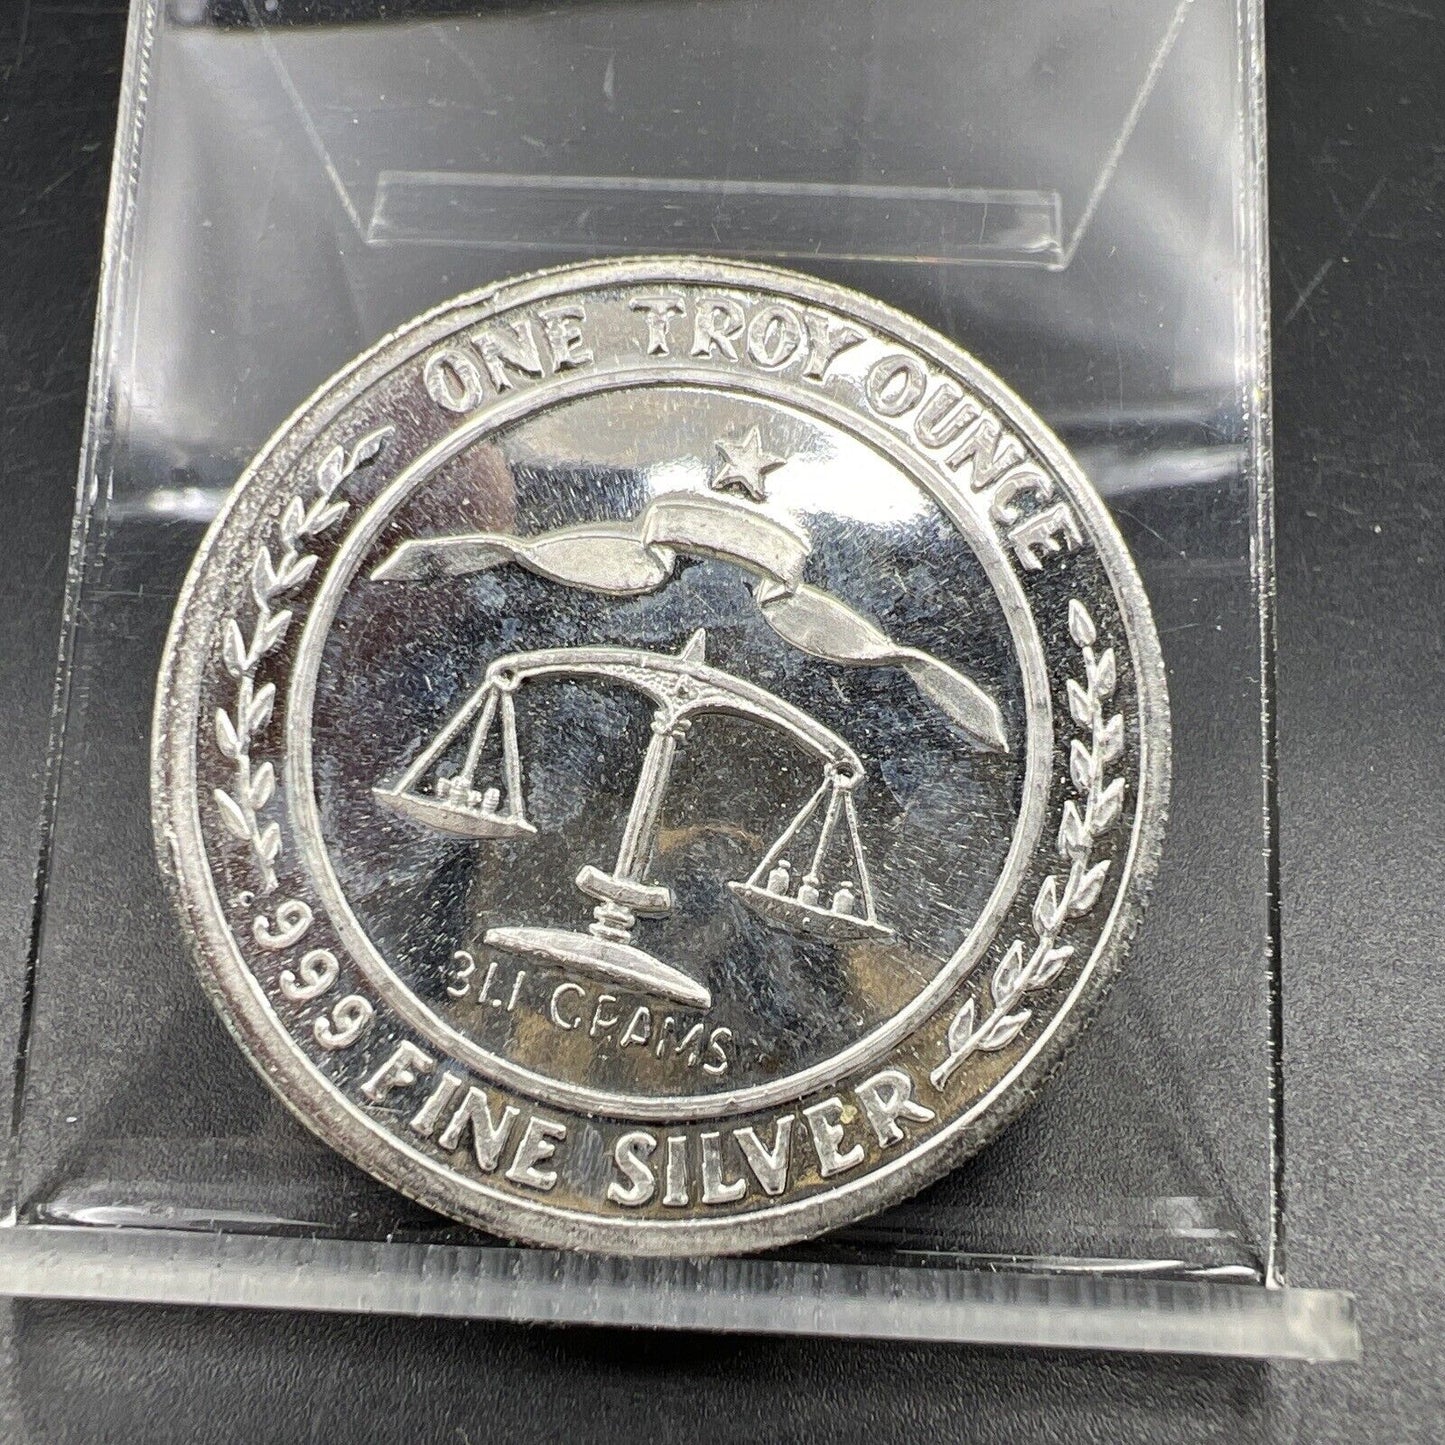 ONE TROY OUNCE
31.1 GRAMS
.999 FINE SILVER